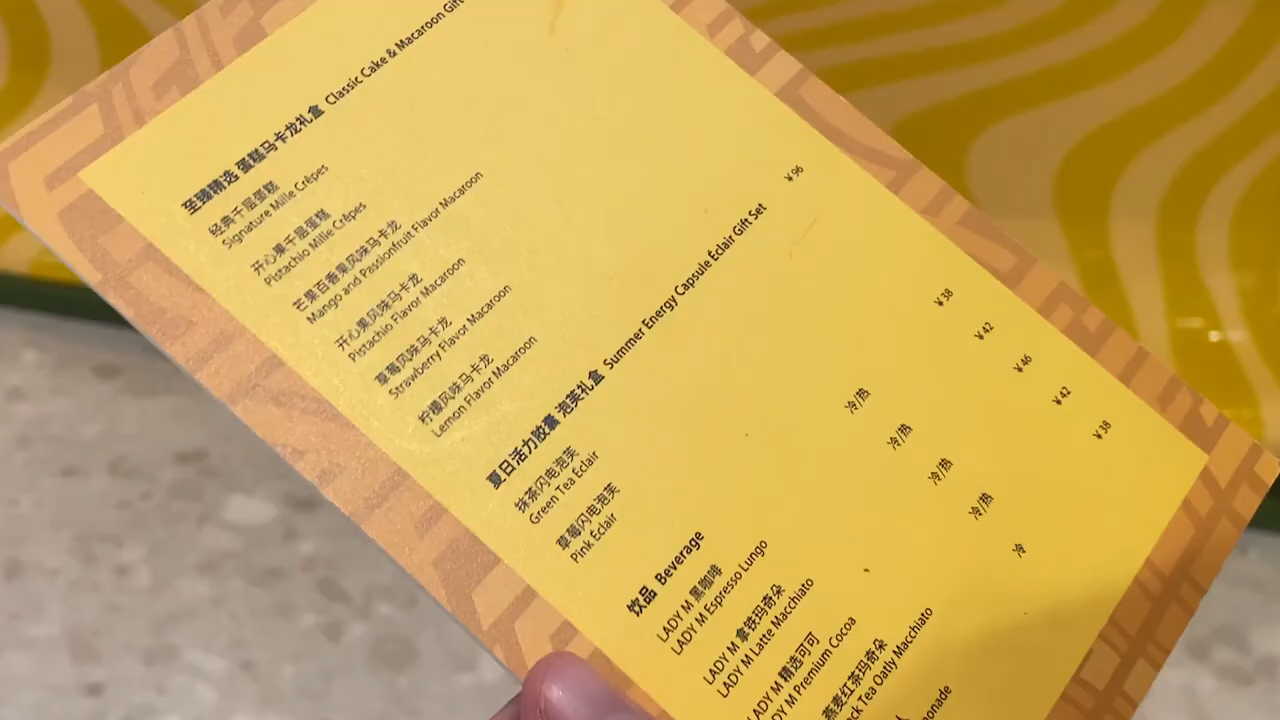 至臻精选 蛋糕马卡龙礼盒 Classic Cake & Macaroon Gift
经典千层蛋糕
Signature Mille Crêpes
开心果千层蛋糕
Pistachio Mille Crêpes
芒果百香果风味马卡龙
Mango and Passionfruit Flavor Macaroon
开心果风味马卡龙
Pistachio Flavor Macaroon
草莓风味马卡龙
Strawberry Flavor Macaroon
柠檬风味马卡龙
Lemon Flavor Macaroon
夏日活力胶囊 泡芙礼盒 Summer Energy Capsule Éclair Gift Set ¥96
抹茶闪电泡芙
Green Tea Éclair
草莓闪电泡芙
Pink Éclair
饮品 Beverage
LADY M 黑咖啡 冷/热 ¥38
LADY M Espresso Lungo
LADY M 拿铁玛奇朵 冷/热 ¥42
LADY M Latte Macchiato
LADY M 精选可可 冷/热 ¥46
LADY M Premium Cocoa
燕麦红茶玛奇朵 冷/热 ¥42
Tea Oatly Macchiato
冷 ¥38